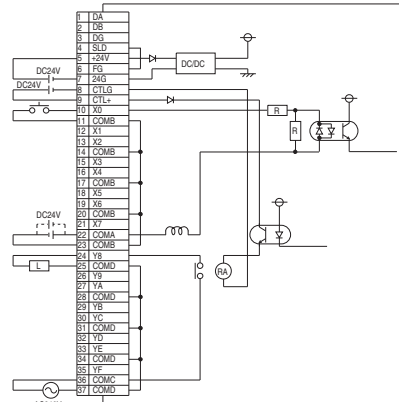 1 DA
2 DB
3 DG
4 SLD
5 +24V
6 FG
7 24G
8 CTLG
9 CTL+
10 X0
11 COMB
12 X1
13 X2
14 COMB
15 X3
16 X4
17 COMB
18 X5
19 X6
20 COMB
21 X7
22 COMA
23 COMB
24 Y8
25 COMD
26 Y9
27 YA
28 COMD
29 YB
30 YC
31 COMD
32 YD
33 YE
34 COMD
35 YF
36 COMC
37 COMD
DC24V
DC24V
DC24V
L
DC/DC
R
R
RA